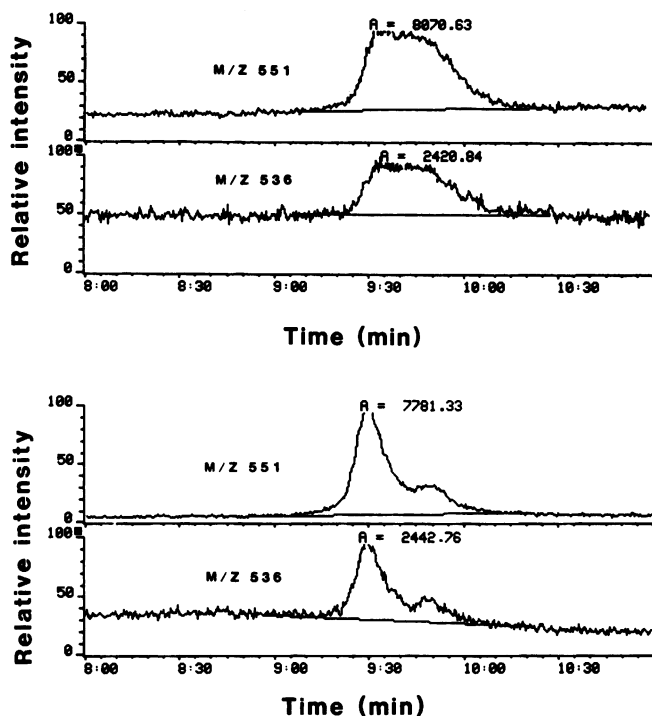 100
A = 8070.63
M/Z 551
50
0
100
A = 2420.84
M/Z 536
50
0
8:00 8:30 9:00 9:30 10:00 10:30
Relative intensity
Time (min)
100
A = 7781.33
M/Z 551
50
0
100
A = 2442.76
M/Z 536
50
0
8:00 8:30 9:00 9:30 10:00 10:30
Relative intensity
Time (min)